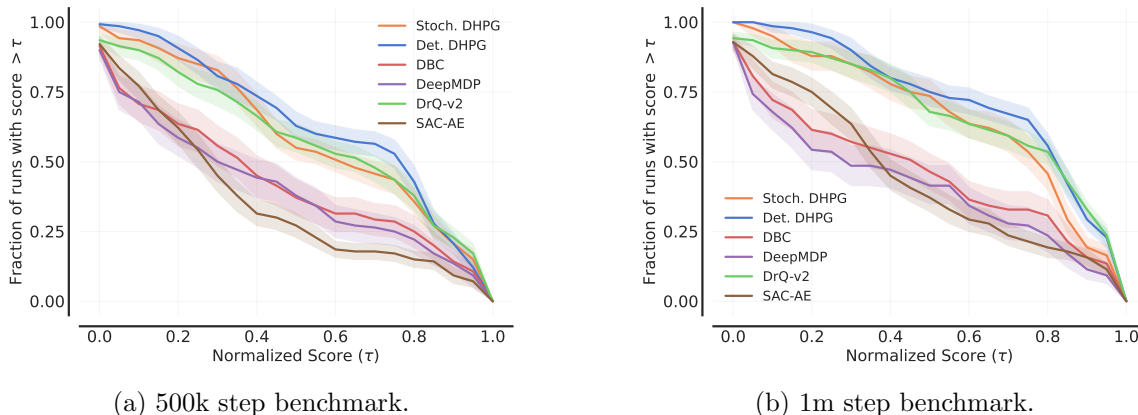 1.00
0.75
0.50
0.25
0.00
Fraction of runs with score > τ
Stoch. DHPG
Det. DHPG
DBC
DeepMDP
DrQ-v2
SAC-AE
0.0 0.2 0.4 0.6 0.8 1.0
Normalized Score (τ)
(a) 500k step benchmark.
1.00
0.75
0.50
0.25
0.00
Fraction of runs with score > τ
Stoch. DHPG
Det. DHPG
DBC
DeepMDP
DrQ-v2
SAC-AE
0.0 0.2 0.4 0.6 0.8 1.0
Normalized Score (τ)
(b) 1m step benchmark.